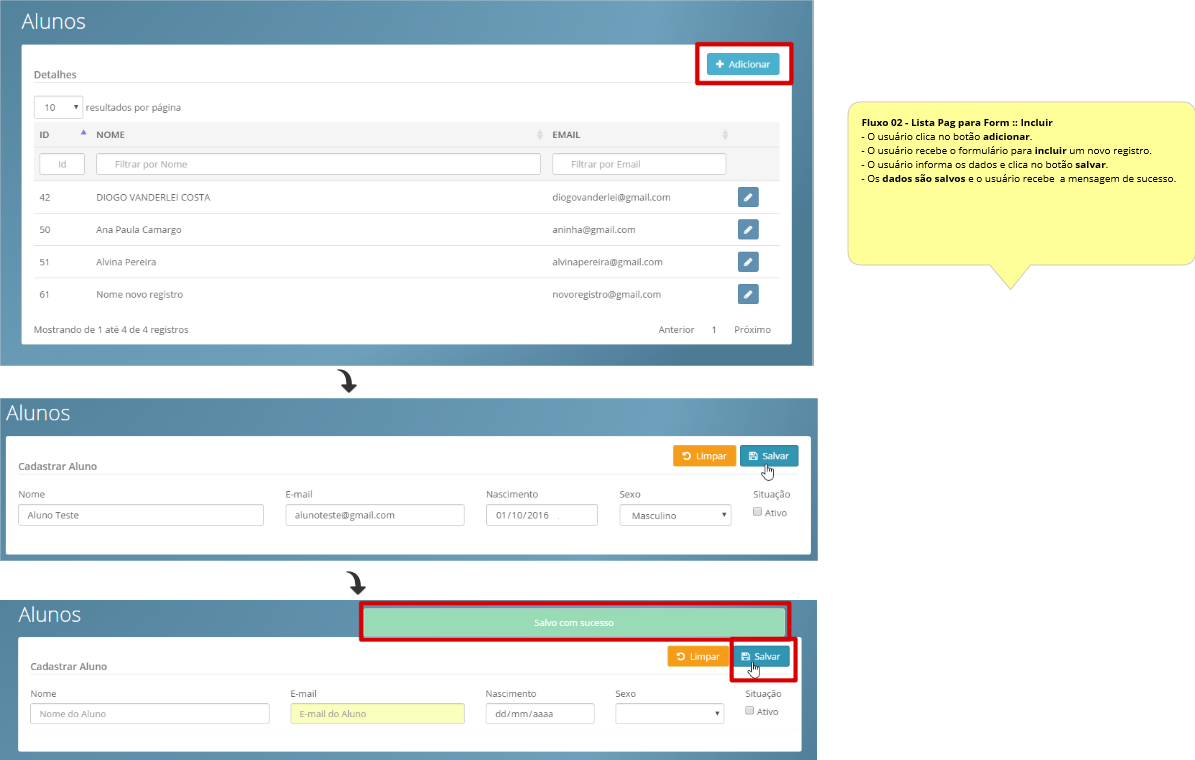 Alunos
Detalhes
Adicionar
10 resultados por página
ID NOME EMAIL
Id Filtrar por Nome Filtrar por Email
42 DIOGO VANDERLEI COSTA diogovanderlei@gmail.com
50 Ana Paula Camargo aninha@gmail.com
51 Alvina Pereira alvinapereira@gmail.com
61 Nome novo registro novoregistro@gmail.com
Mostrando de 1 até 4 de 4 registros Anterior 1 Próximo
Fluxo 02 - Lista Pag para Form :: Incluir
- O usuário clica no botão adicionar.
- O usuário recebe o formulário para incluir um novo registro.
- O usuário informa os dados e clica no botão salvar.
- Os dados são salvos e o usuário recebe a mensagem de sucesso.
Alunos
Cadastrar Aluno
Limpar Salvar
Nome E-mail Nascimento Sexo Situação
Aluno Teste alunoteste@gmail.com 01/10/2016 Masculino Ativo
Alunos
Salvo com sucesso
Cadastrar Aluno
Limpar Salvar
Nome E-mail Nascimento Sexo Situação
Nome do Aluno E-mail do Aluno dd/mm/aaaa Ativo